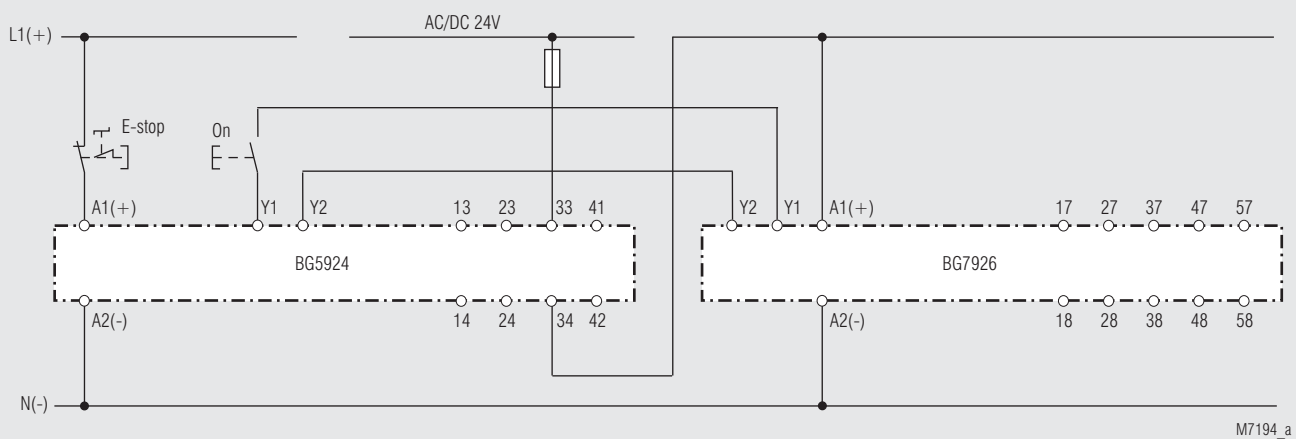 AC/DC 24V
L1(+)
E-stop
On
A1(+) Y1 Y2 13 23 33 41 Y2 Y1 A1(+) 17 27 37 47 57
BG5924 BG7926
A2(-) 14 24 34 42 A2(-) 18 28 38 48 58
N(-)
M7194_a